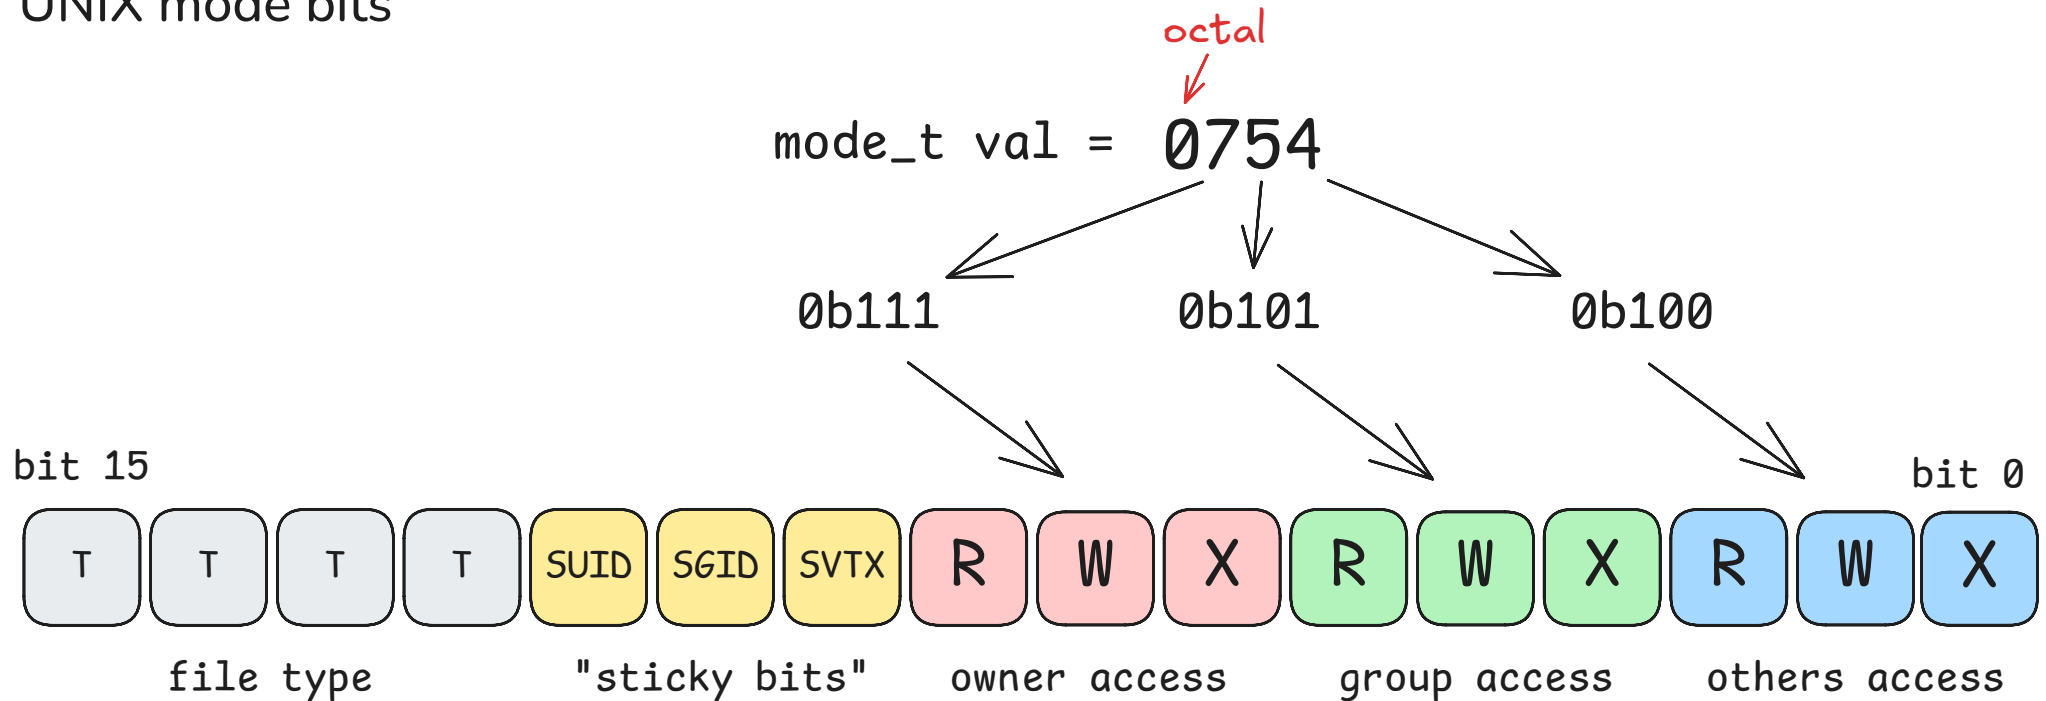 UNIX mode bits
octal
mode_t val = 0754
0b111 0b101 0b100
bit 15 bit 0
T T T T SUID SGID SVTX R W X R W X R W X
file type "sticky bits" owner access group access others access